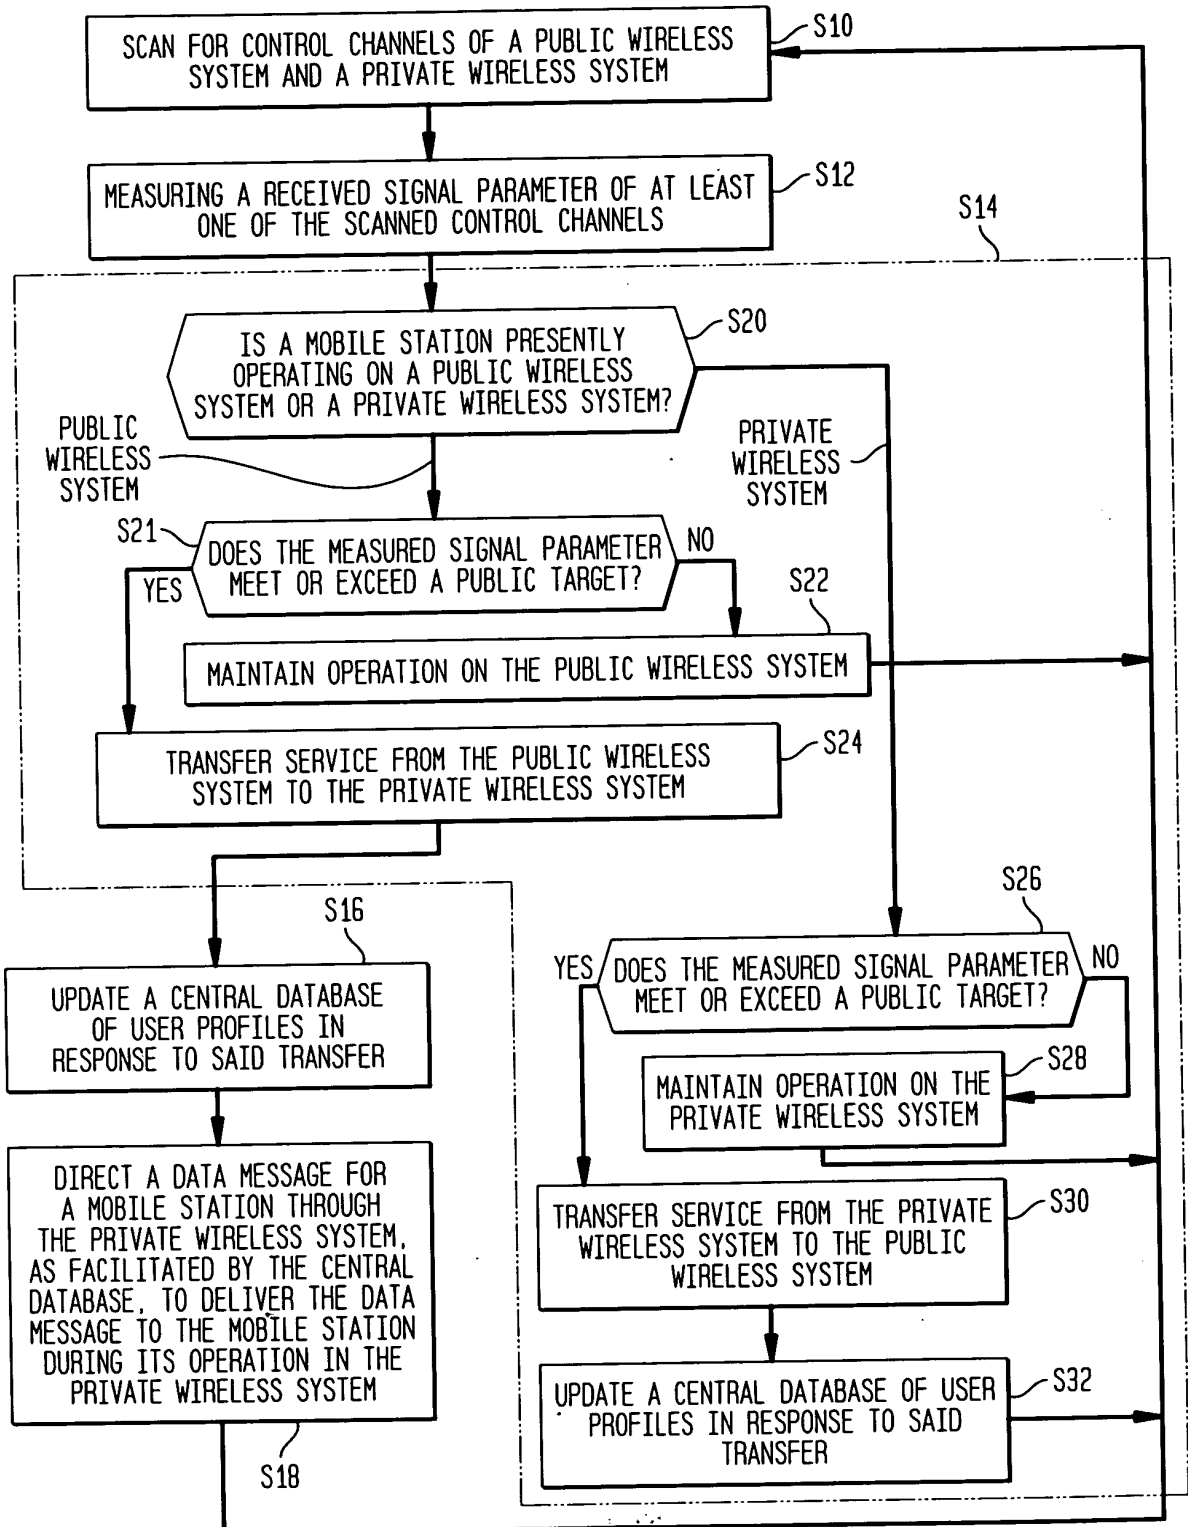 SCAN FOR CONTROL CHANNELS OF A PUBLIC WIRELESS
SYSTEM AND A PRIVATE WIRELESS SYSTEM
S10
MEASURING A RECEIVED SIGNAL PARAMETER OF AT LEAST
ONE OF THE SCANNED CONTROL CHANNELS
S12
S14
IS A MOBILE STATION PRESENTLY
OPERATING ON A PUBLIC WIRELESS
SYSTEM OR A PRIVATE WIRELESS SYSTEM?
S20
PUBLIC
WIRELESS
SYSTEM
PRIVATE
WIRELESS
SYSTEM
S21
DOES THE MEASURED SIGNAL PARAMETER
MEET OR EXCEED A PUBLIC TARGET?
YES
NO
S22
MAINTAIN OPERATION ON THE PUBLIC WIRELESS SYSTEM
TRANSFER SERVICE FROM THE PUBLIC WIRELESS
SYSTEM TO THE PRIVATE WIRELESS SYSTEM
S24
S16
UPDATE A CENTRAL DATABASE
OF USER PROFILES IN
RESPONSE TO SAID TRANSFER
DIRECT A DATA MESSAGE FOR
A MOBILE STATION THROUGH
THE PRIVATE WIRELESS SYSTEM,
AS FACILITATED BY THE CENTRAL
DATABASE, TO DELIVER THE DATA
MESSAGE TO THE MOBILE STATION
DURING ITS OPERATION IN THE
PRIVATE WIRELESS SYSTEM
S18
S26
YES
DOES THE MEASURED SIGNAL PARAMETER
MEET OR EXCEED A PUBLIC TARGET?
NO
MAINTAIN OPERATION ON THE
PRIVATE WIRELESS SYSTEM
S28
TRANSFER SERVICE FROM THE PRIVATE
WIRELESS SYSTEM TO THE PUBLIC
WIRELESS SYSTEM
S30
UPDATE A CENTRAL DATABASE OF USER
PROFILES IN RESPONSE TO SAID
TRANSFER
S32